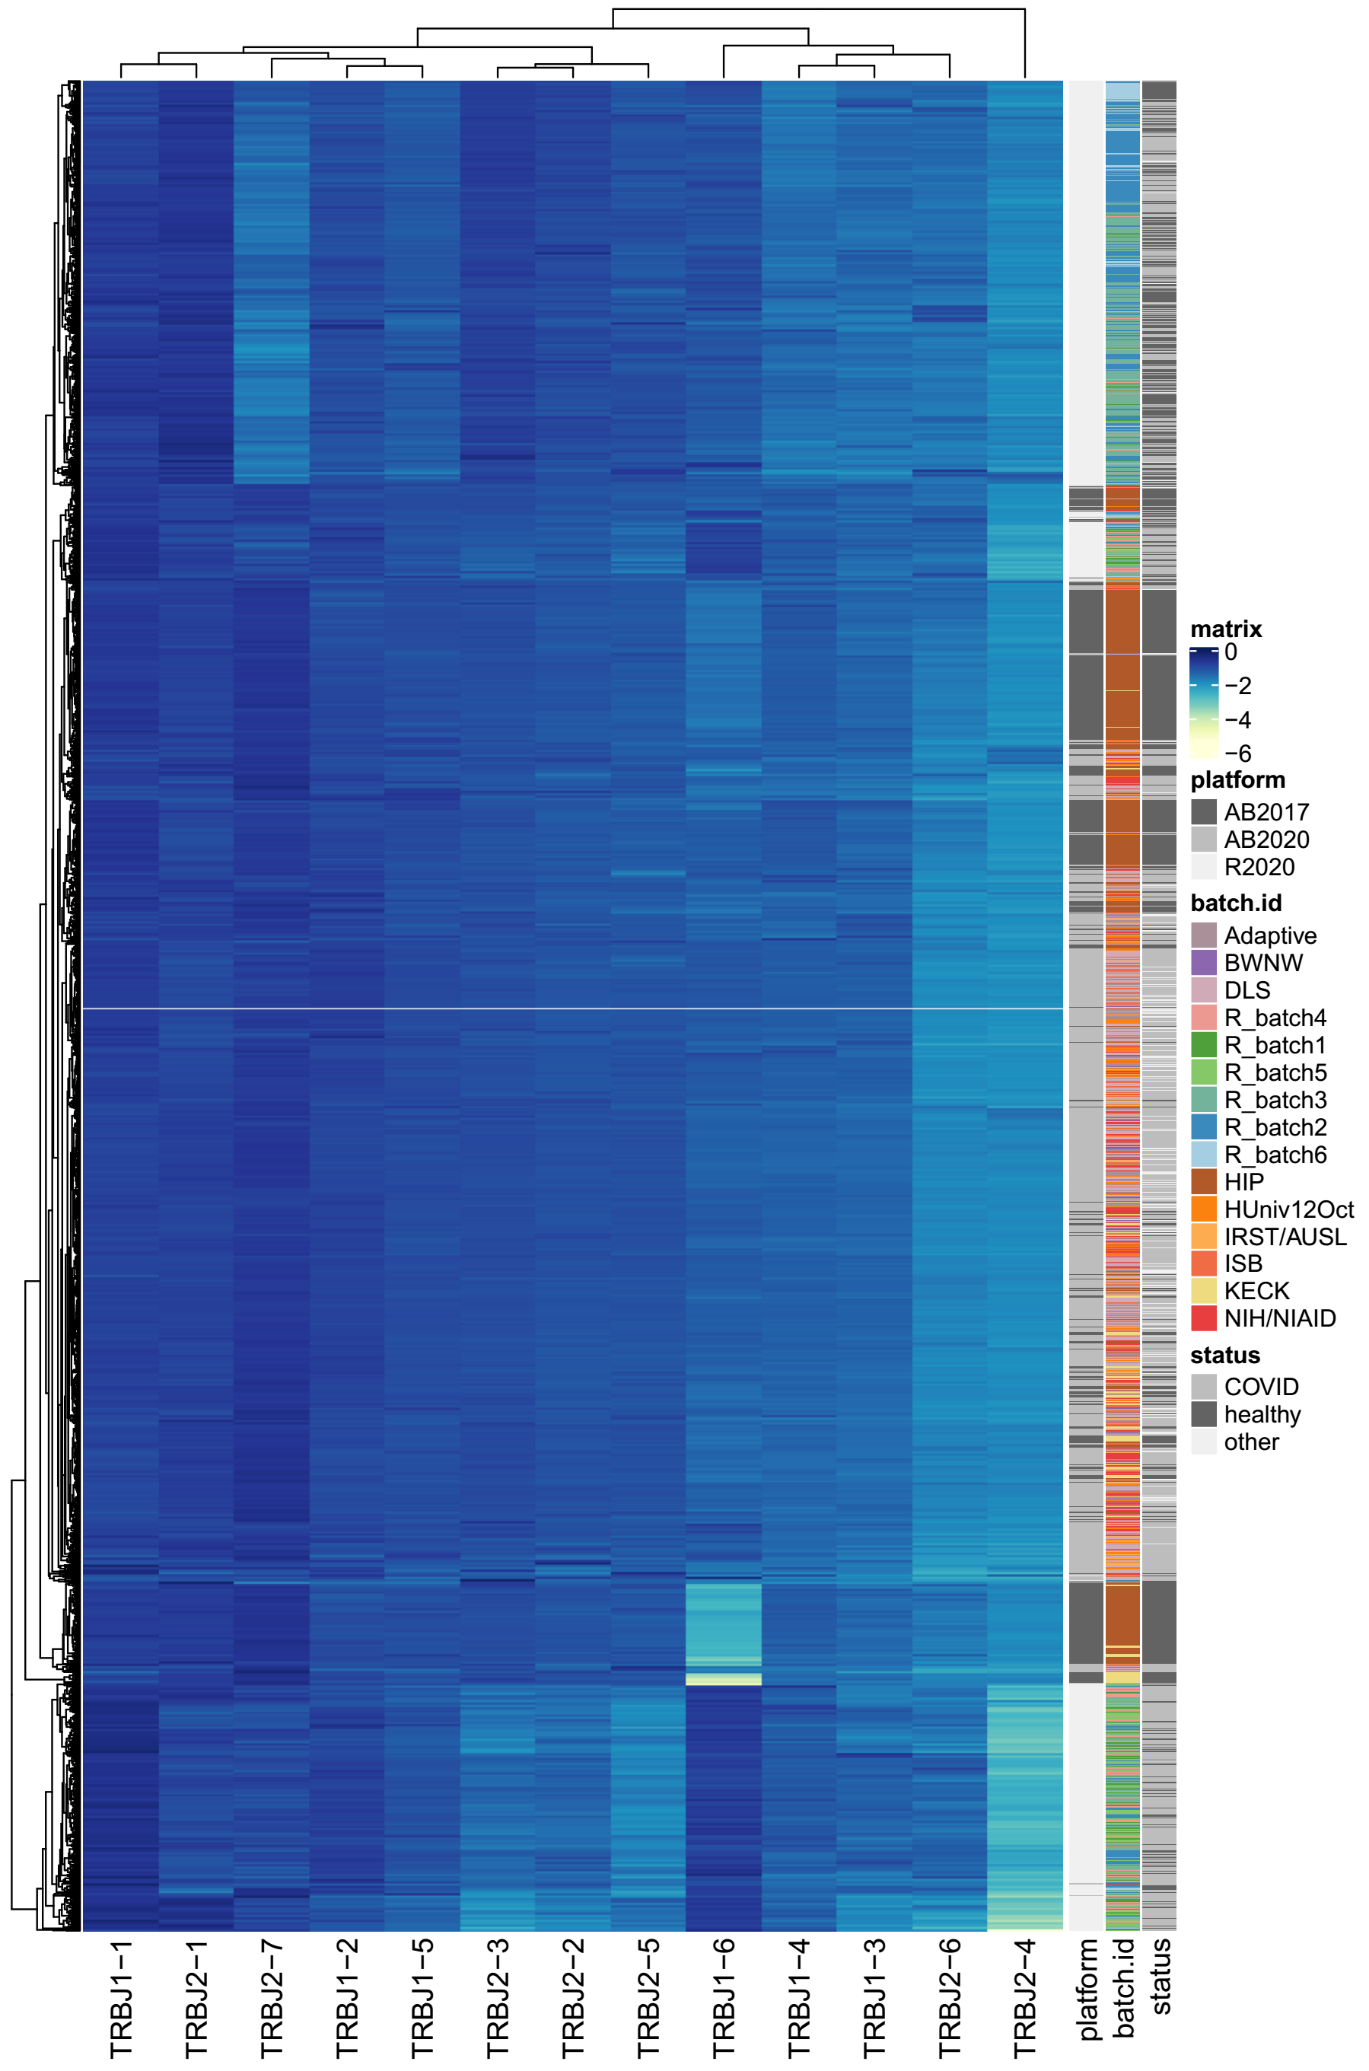 matrix
0
−2
−4
−6
platform
AB2017
AB2020
R2020
batch.id
Adaptive
BWNW
DLS
R_batch4
R_batch1
R_batch5
R_batch3
R_batch2
R_batch6
HIP
HUniv12Oct
IRST/AUSL
ISB
KECK
NIH/NIAID
status
COVID
healthy
other
TRBJ1−1
TRBJ2−1
TRBJ2−7
TRBJ1−2
TRBJ1−5
TRBJ2−3
TRBJ2−2
TRBJ2−5
TRBJ1−6
TRBJ1−4
TRBJ1−3
TRBJ2−6
TRBJ2−4
platform
batch.id
status